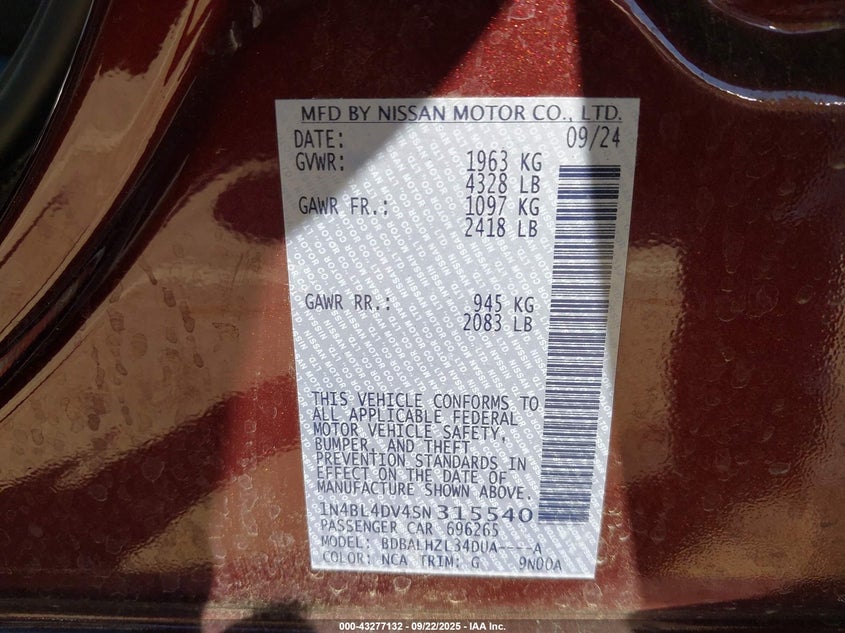 MFD BY NISSAN MOTOR CO., LTD.
DATE: 09/24
GVWR: 1963 KG
4328 LB
GAWR FR.: 1097 KG
2418 LB
GAWR RR.: 945 KG
2083 LB
THIS VEHICLE CONFORMS TO
ALL APPLICABLE FEDERAL
MOTOR VEHICLE SAFETY,
BUMPER, AND THEFT
PREVENTION STANDARDS IN
EFFECT ON THE DATE OF
MANUFACTURE SHOWN ABOVE.
1N4BL4DV4SN315540
PASSENGER CAR 696265
MODEL: BDBALHZL34DUA----A
COLOR: NCA TRIM: G 9N00A
000-43277132 - 09/22/2025 - IAA Inc.